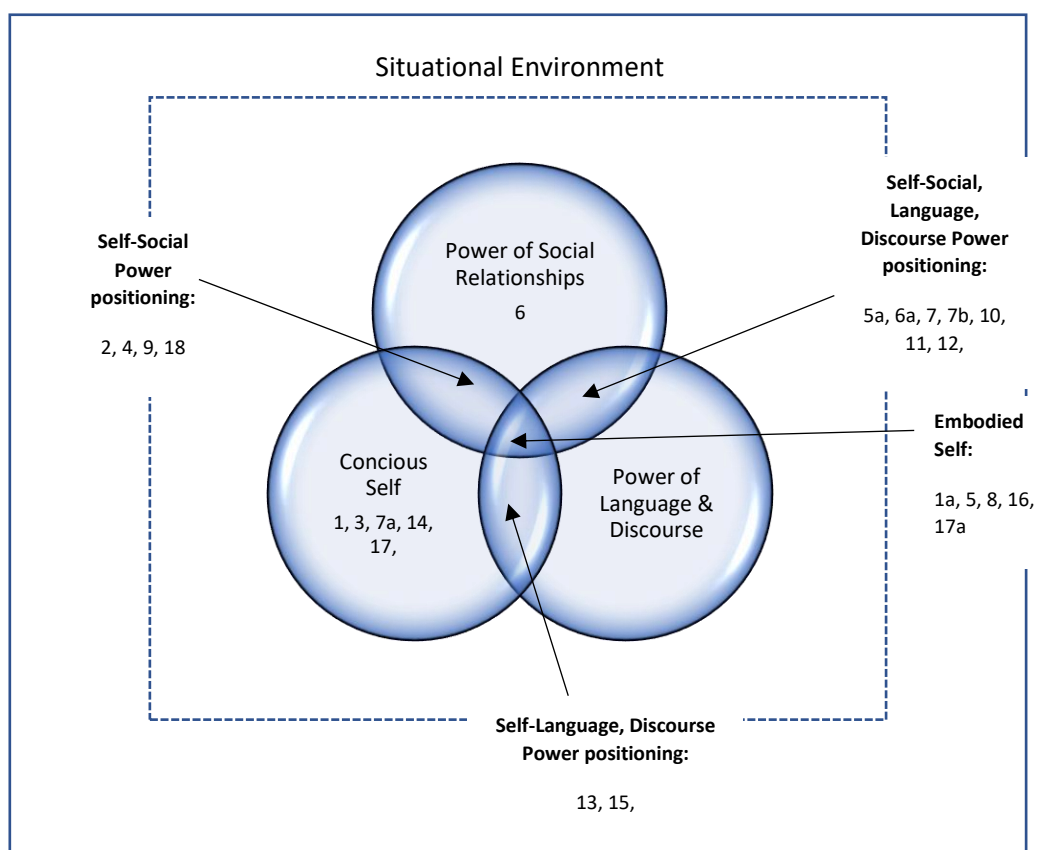 Situational Environment
Self-Social,
Language,
Discourse Power
positioning:
5a, 6a, 7, 7b, 10,
11, 12,
Self-Social
Power
positioning:
2, 4, 9, 18
Power of Social
Relationships
6
Concious
Self
1, 3, 7a, 14,
17,
Power of
Language &
Discourse
Embodied
Self:
1a, 5, 8, 16,
17a
Self-Language, Discourse
Power positioning:
13, 15,